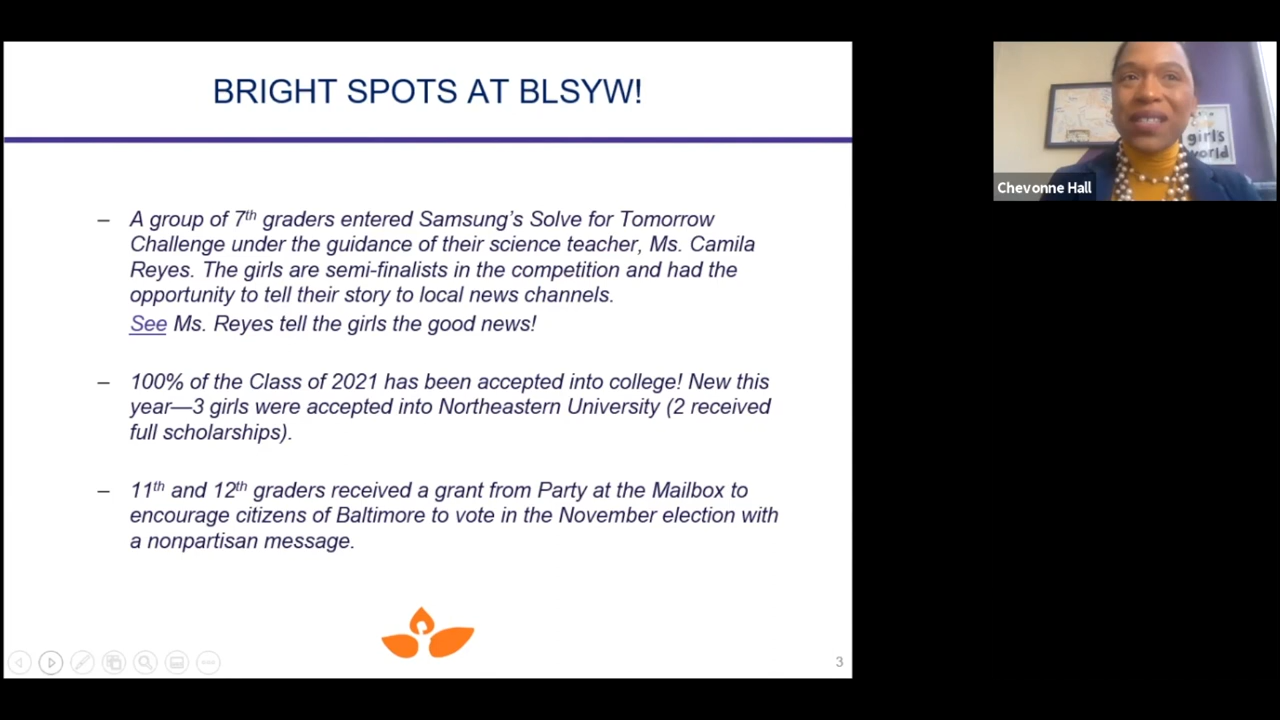 BRIGHT SPOTS AT BLSYW!
– A group of 7th graders entered Samsung's Solve for Tomorrow
Challenge under the guidance of their science teacher, Ms. Camila
Reyes. The girls are semi-finalists in the competition and had the
opportunity to tell their story to local news channels.
See Ms. Reyes tell the girls the good news!
– 100% of the Class of 2021 has been accepted into college! New this
year—3 girls were accepted into Northeastern University (2 received
full scholarships).
– 11th and 12th graders received a grant from Party at the Mailbox to
encourage citizens of Baltimore to vote in the November election with
a nonpartisan message.
3
girl's
world
Chevonne Hall